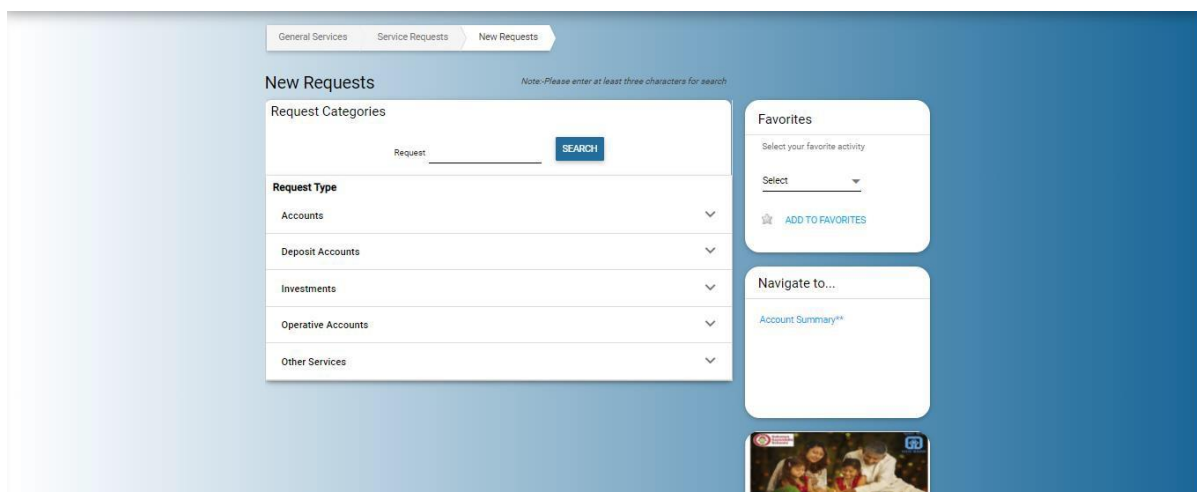 General Services Service Requests New Requests
New Requests
Note:-Please enter at least three characters for search
Request Categories
Request
SEARCH
Request Type
Accounts
Deposit Accounts
Investments
Operative Accounts
Other Services
Favorites
Select your favorite activity
Select
ADD TO FAVORITES
Navigate to...
Account Summary**